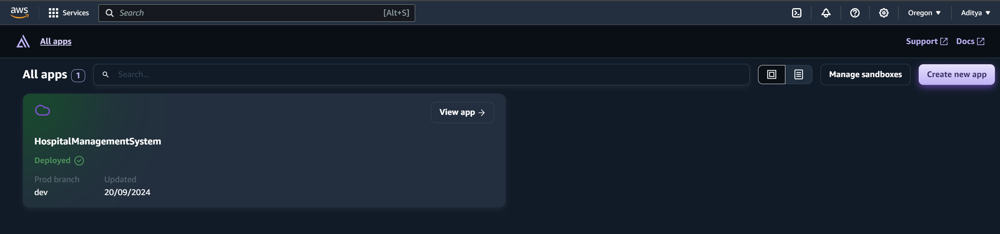 aws Services Search [Alt+S] Oregon Aditya
All apps Support Docs
All apps 1 Search... Manage sandboxes Create new app
View app →
HospitalManagementSystem
Deployed
Prod branch Updated
dev 20/09/2024